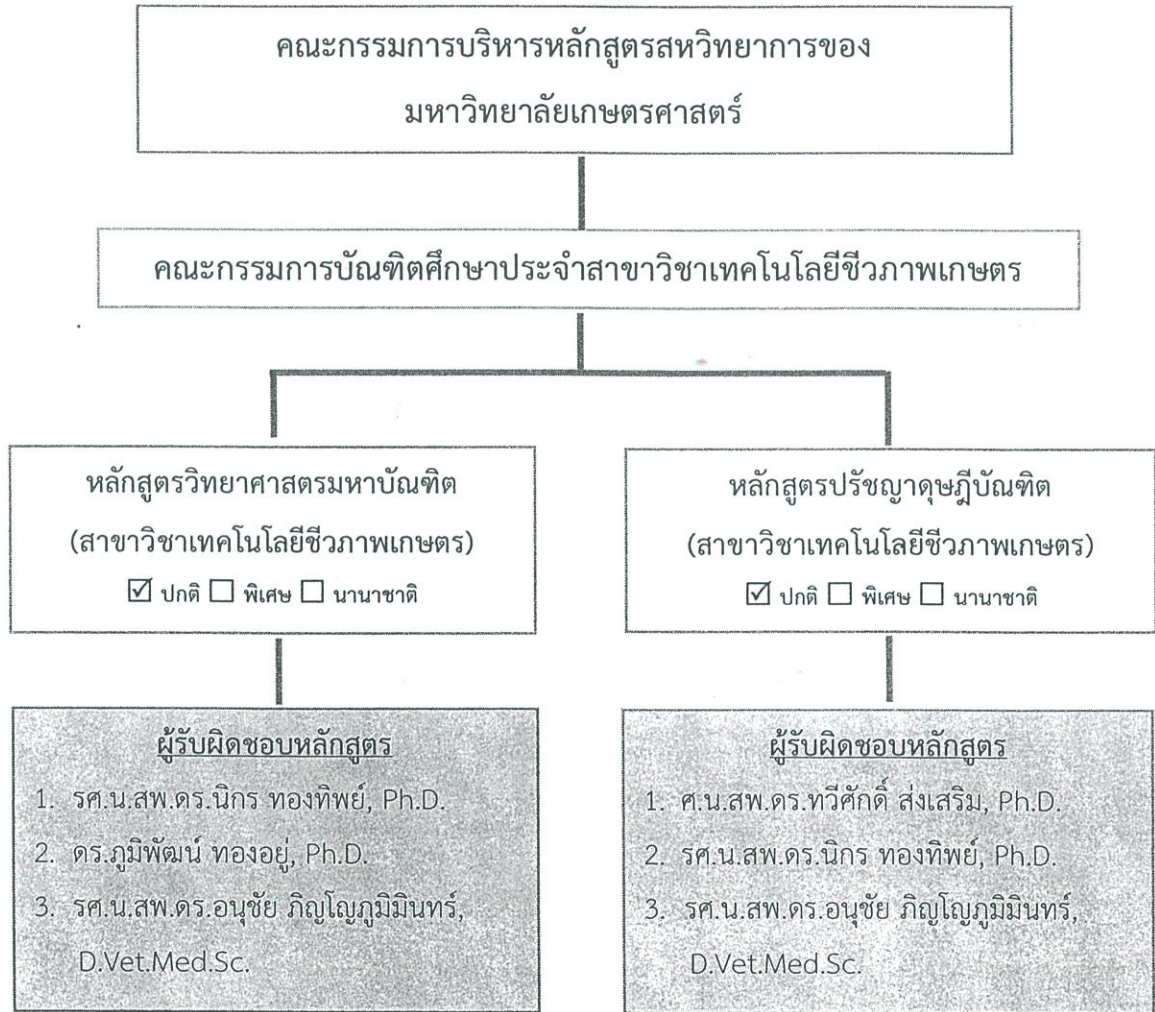 คณะกรรมการบริหารหลักสูตรสหวิทยาการของ
มหาวิทยาลัยเกษตรศาสตร์
คณะกรรมการบัณฑิตศึกษาประจำสาขาวิชาเทคโนโลยีชีวภาพเกษตร
หลักสูตรวิทยาศาสตรมหาบัณฑิต
(สาขาวิชาเทคโนโลยีชีวภาพเกษตร)
☑ ปกติ ☐ พิเศษ ☐ นานาชาติ
หลักสูตรปรัชญาดุษฎีบัณฑิต
(สาขาวิชาเทคโนโลยีชีวภาพเกษตร)
☑ ปกติ ☐ พิเศษ ☐ นานาชาติ
ผู้รับผิดชอบหลักสูตร
1. รศ.น.สพ.ดร.นิกร ทองทิพย์, Ph.D.
2. ดร.ภูมิพัฒน์ ทองอยู่, Ph.D.
3. รศ.น.สพ.ดร.อนุชัย ภิญโญภูมิมินทร์,
D.Vet.Med.Sc.
ผู้รับผิดชอบหลักสูตร
1. ศ.น.สพ.ดร.ทวีศักดิ์ ส่งเสริม, Ph.D.
2. รศ.น.สพ.ดร.นิกร ทองทิพย์, Ph.D.
3. รศ.น.สพ.ดร.อนุชัย ภิญโญภูมิมินทร์,
D.Vet.Med.Sc.